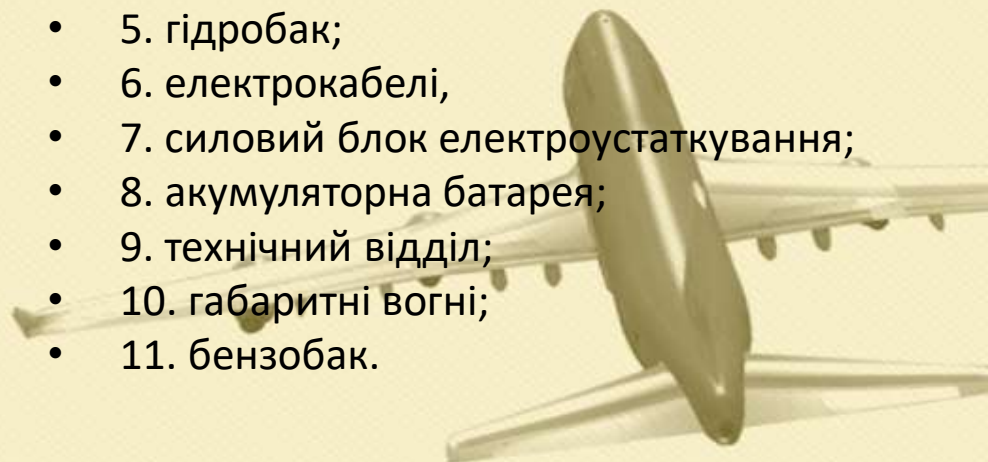 • 5. гідробак;
• 6. електрокабелі,
• 7. силовий блок електроустаткування;
• 8. акумуляторна батарея;
• 9. технічний відділ;
• 10. габаритні вогні;
• 11. бензобак.